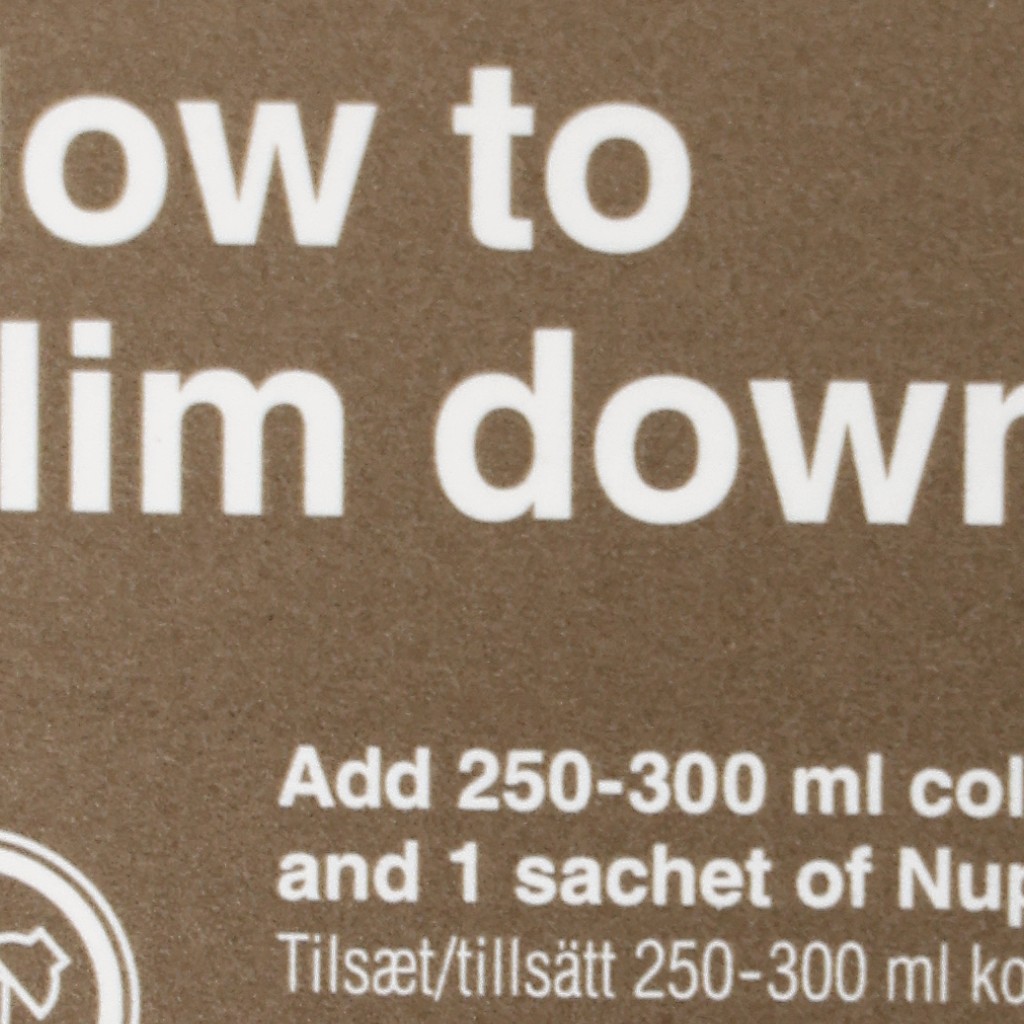 ow to
lim down
Add 250-300 ml col
and 1 sachet of Nup
Tilsæt/tillsätt 250-300 ml ko